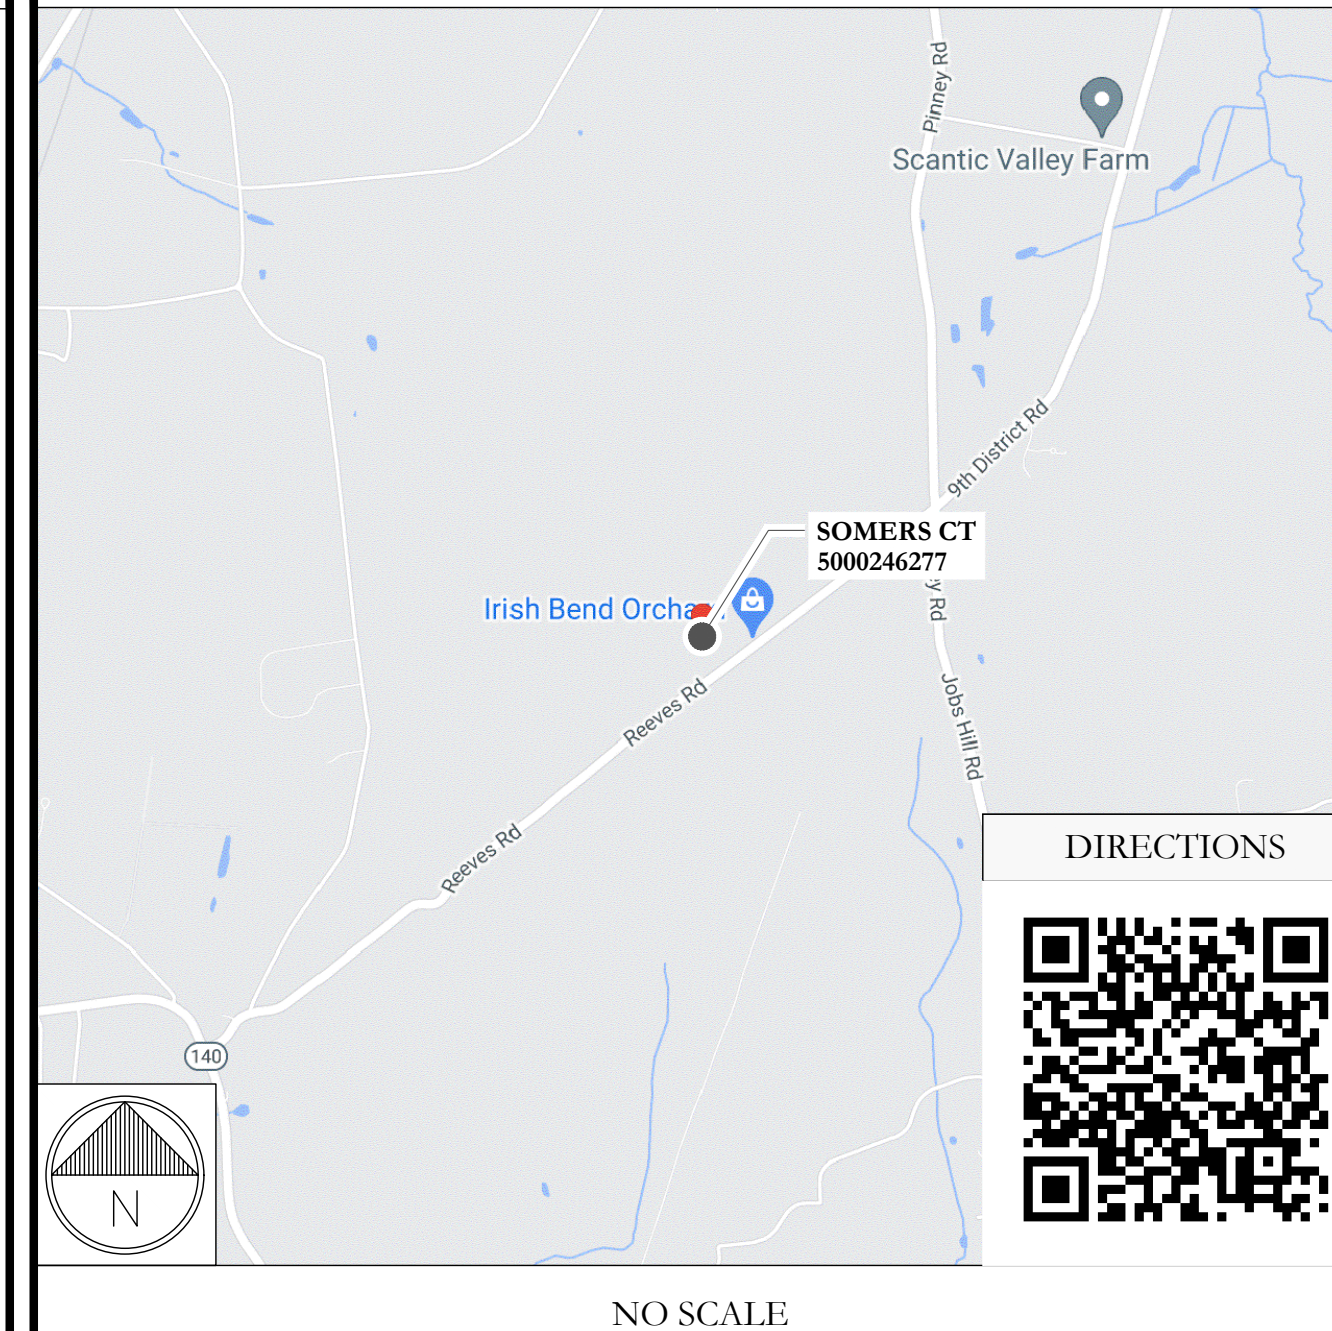 Pinney Rd
Scantic Valley Farm
9th District Rd
SOMERS CT
5000246277
Irish Bend
Rd
Reeves Rd
Jobs Hill Rd
Reeves Rd
DIRECTIONS
140
N
NO SCALE